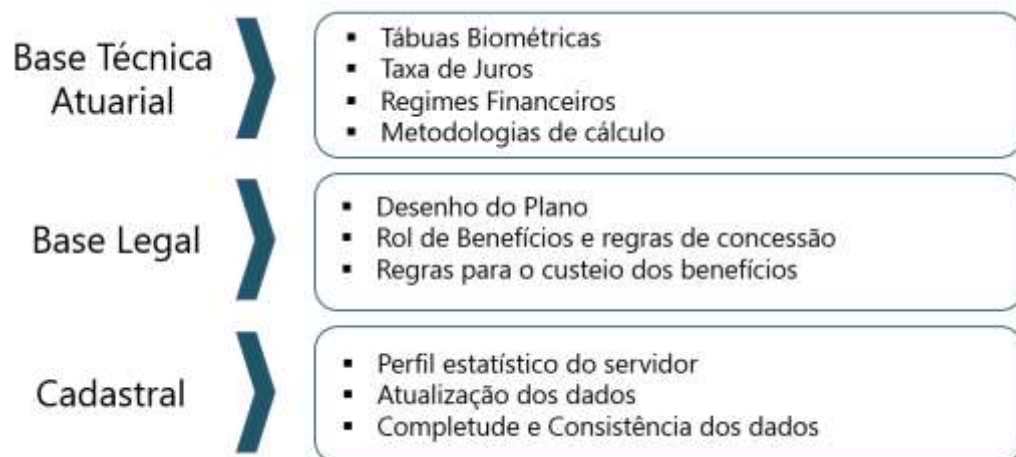 Base Técnica
Atuarial
▪ Tábuas Biométricas
▪ Taxa de Juros
▪ Regimes Financeiros
▪ Metodologias de cálculo
Base Legal
▪ Desenho do Plano
▪ Rol de Benefícios e regras de concessão
▪ Regras para o custeio dos benefícios
Cadastral
▪ Perfil estatístico do servidor
▪ Atualização dos dados
▪ Completude e Consistência dos dados